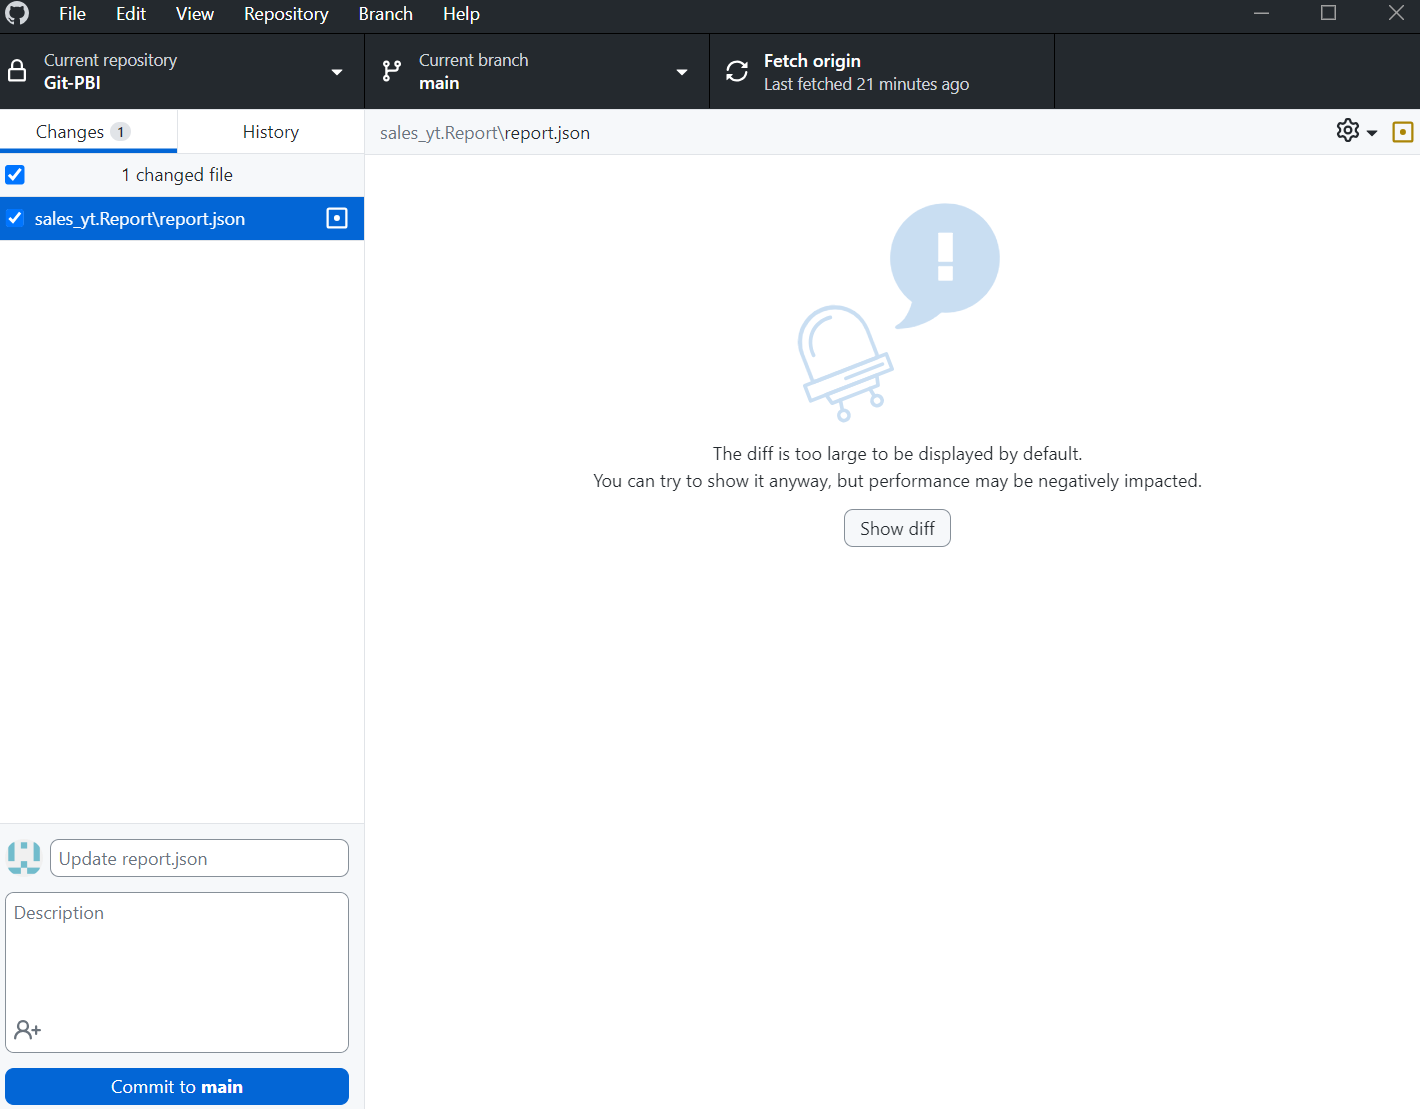 File Edit View Repository Branch Help
Current repository
Git-PBI
Current branch
main
Fetch origin
Last fetched 21 minutes ago
Changes 1
History
sales_yt.Report\report.json
1 changed file
sales_yt.Report\report.json
The diff is too large to be displayed by default.
You can try to show it anyway, but performance may be negatively impacted.
Show diff
Update report.json
Description
Commit to main